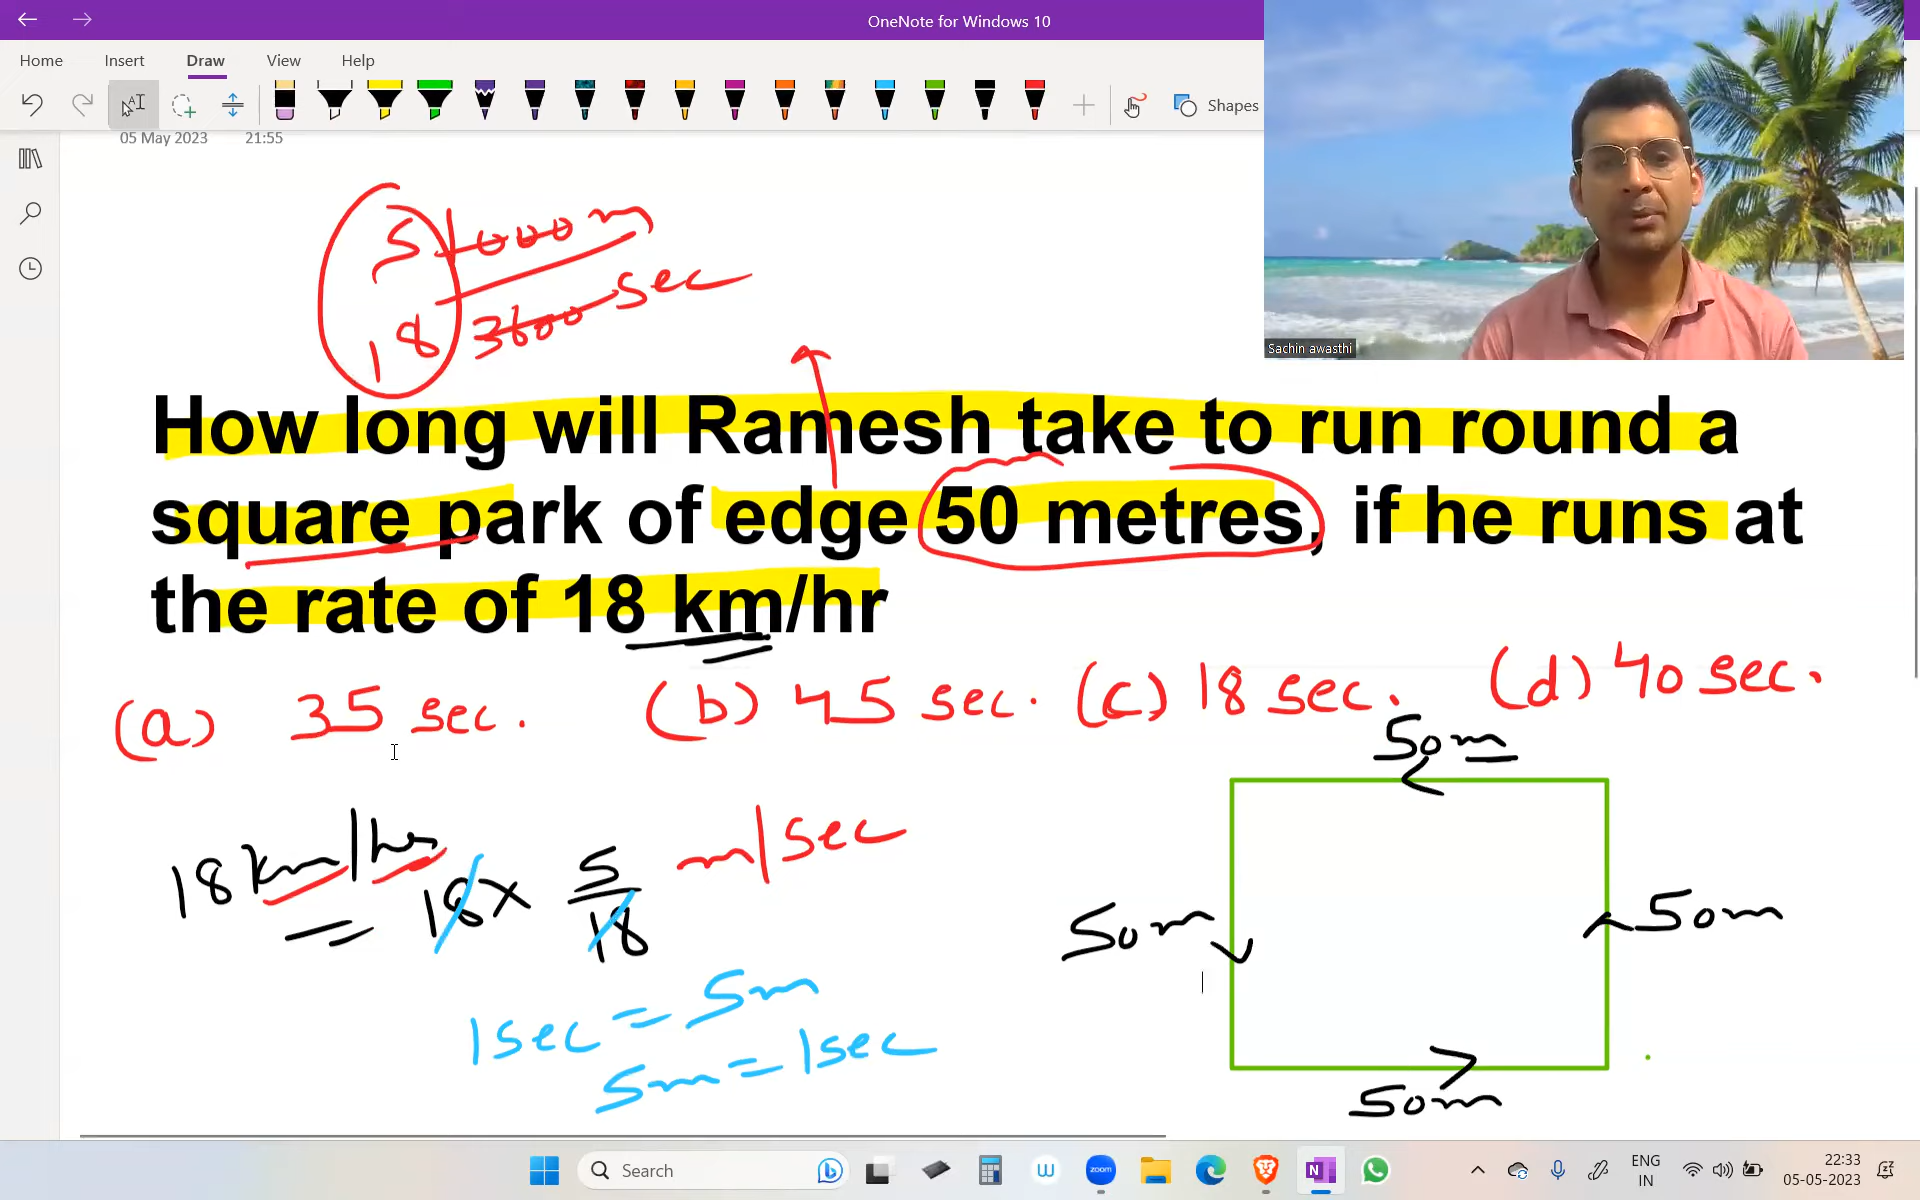 OneNote for Windows 10
Home Insert Draw View Help
Shapes
05 May 2023 21:55
Sachin awasthi
5 1000 m
18 3600 sec
How long will Ramesh take to run round a
square park of edge 50 metres, if he runs at
the rate of 18 km/hr
(a) 35 sec. (b) 45 sec. (c) 18 sec. (d) 40 sec.
50m
18 km/hr 18 x 5/18 m/sec
50m 50m
1sec = 5m
5m = 1sec
50m
Search
zoom
ENG
IN
22:33
05-05-2023